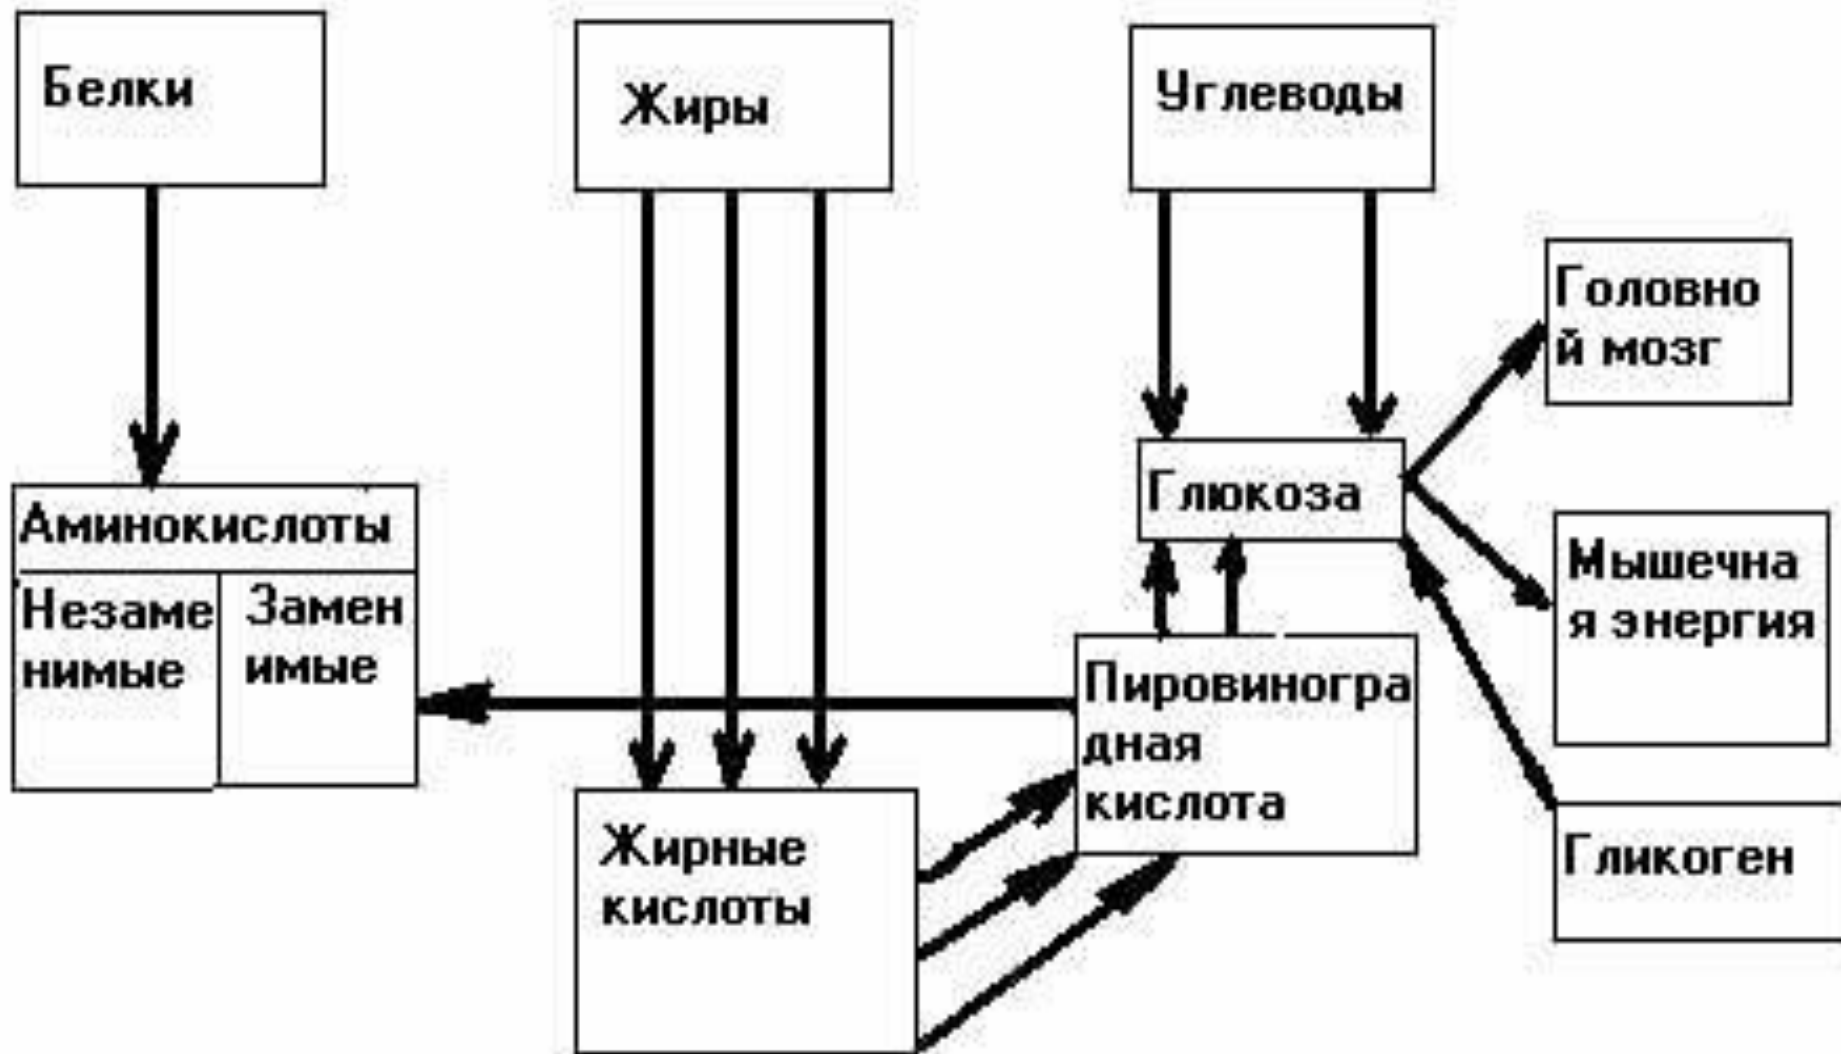 Белки
Жиры
Углеводы
Головно
й мозг
Глюкоза
Аминокислоты
Незаме
нимые
Замен
имые
Мышечна
я энергия
Пировиногра
дная
кислота
Жирные
кислоты
Гликоген